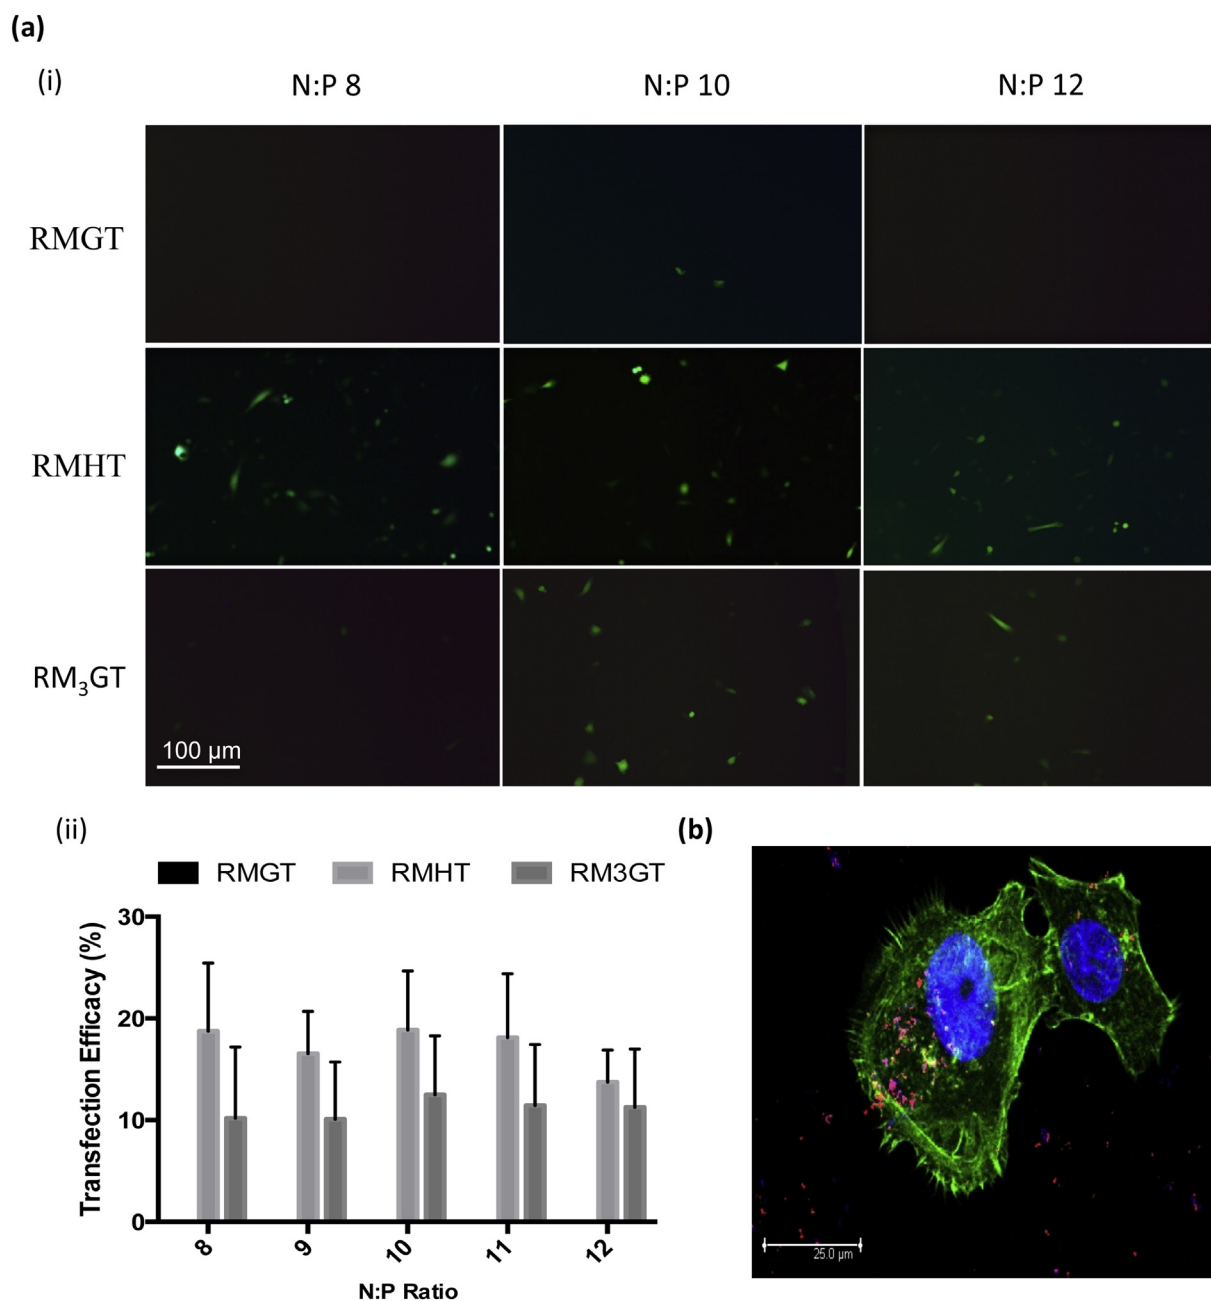 (a)
(i)
N:P 8 N:P 10 N:P 12
RMGT
RMHT
RM₃GT
100 µm
(ii)
RMGT RMHT RM3GT
Transfection Efficacy (%)
30
20
10
0
8 9 10 11 12
N:P Ratio
(b)
25.0 µm